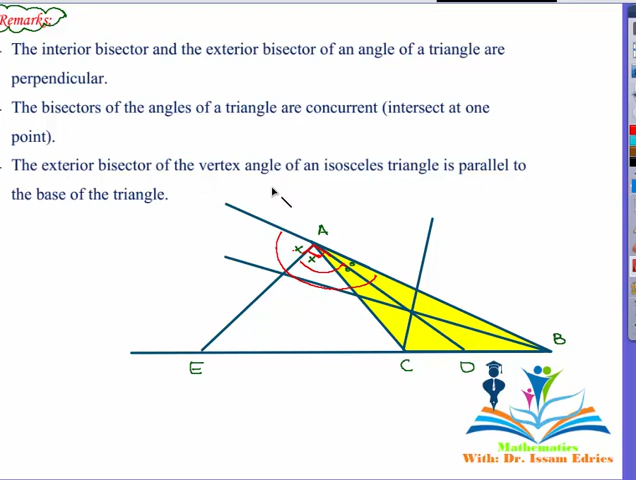 Remarks:
The interior bisector and the exterior bisector of an angle of a triangle are
perpendicular.
The bisectors of the angles of a triangle are concurrent (intersect at one
point).
The exterior bisector of the vertex angle of an isosceles triangle is parallel to
the base of the triangle.
A
x
x
o
o
B
E
C
D
Mathematics
With: Dr. Issam Edries